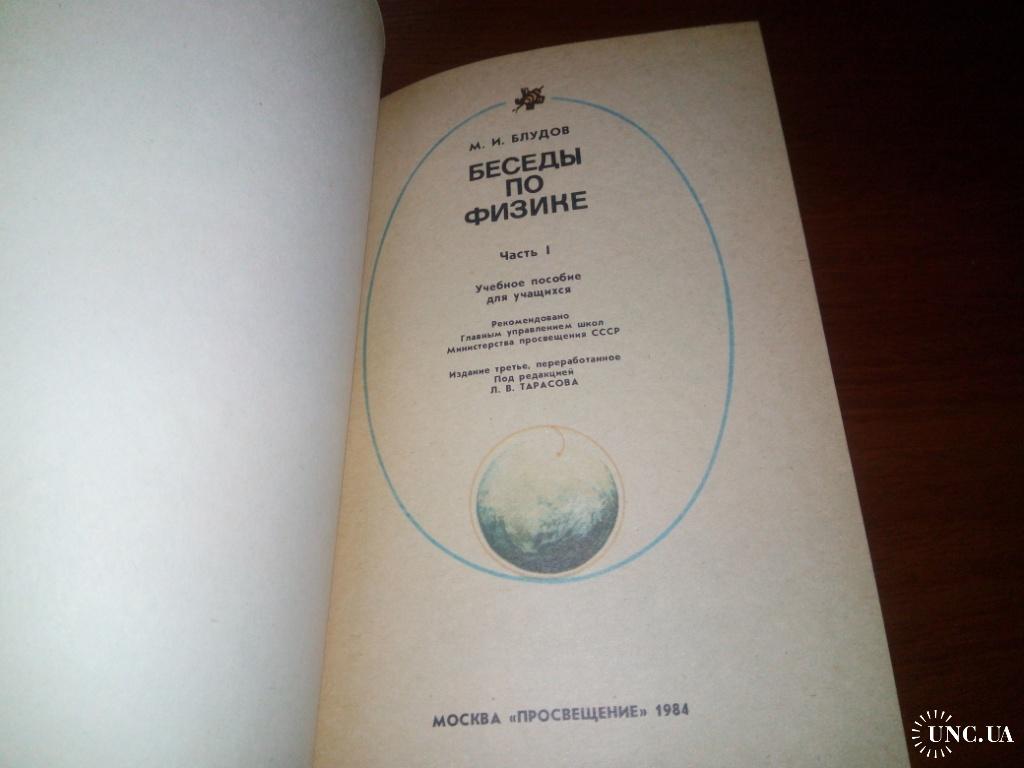 М. И. БЛУДОВ
БЕСЕДЫ
ПО
ФИЗИКЕ
Часть I
Учебное пособие
для учащихся
Рекомендовано
Главным управлением школ
Министерства просвещения СССР
Издание третье, переработанное
Под редакцией
Л. В. ТАРАСОВА
МОСКВА «ПРОСВЕЩЕНИЕ» 1984
UNC.UA